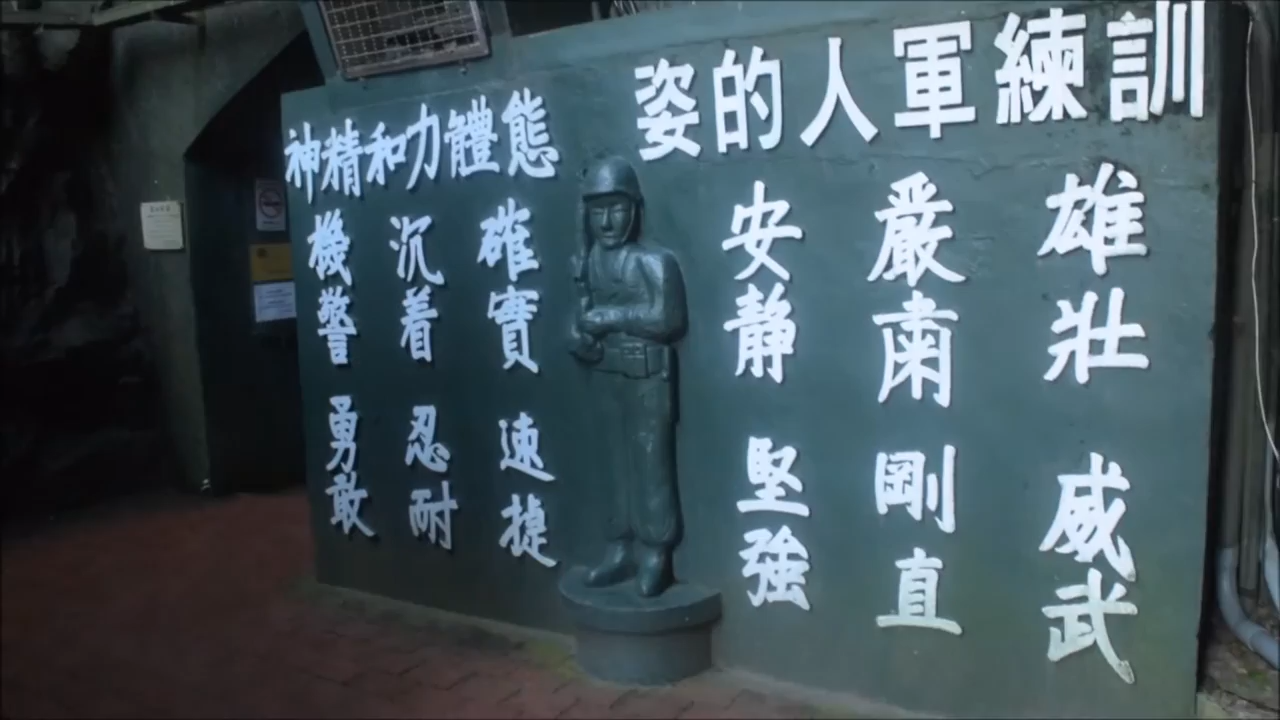 訓練軍人的姿態體力和精神
雄壯 威武
嚴肅 剛直
安靜 堅強
確實 速捷
沉着 忍耐
機警 勇敢